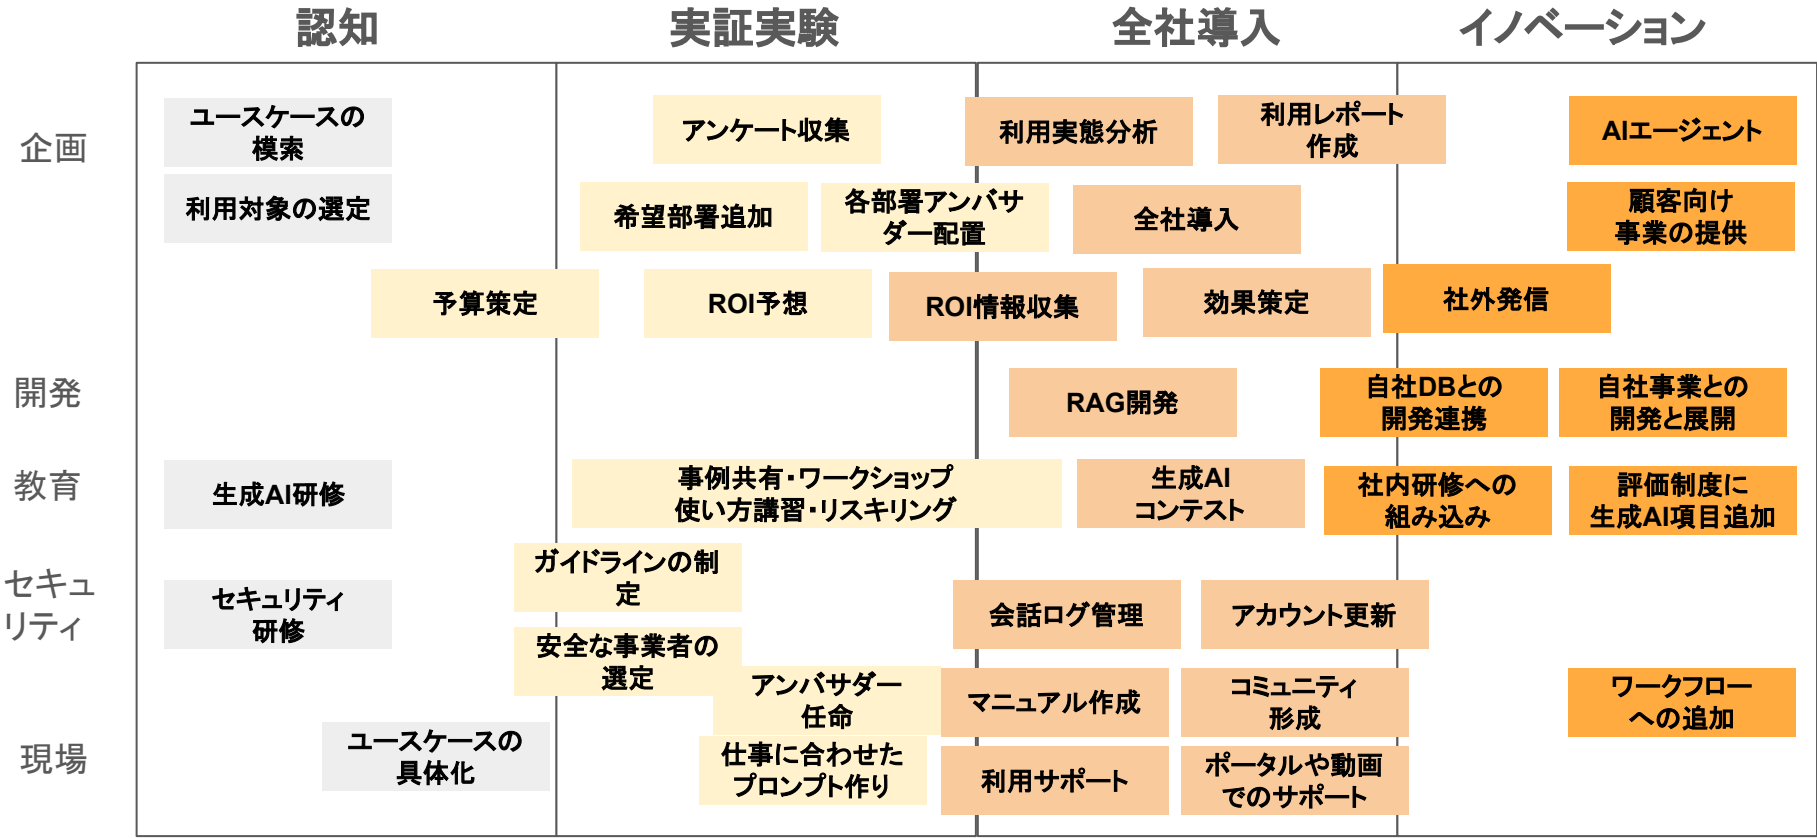 認知
実証実験
全社導入
イノベーション
企画
ユースケースの
模索
アンケート収集
利用実態分析
利用レポート
作成
AIエージェント
利用対象の選定
希望部署追加
各部署アンバサ
ダー配置
全社導入
顧客向け
事業の提供
予算策定
ROI予想
ROI情報収集
効果策定
社外発信
開発
RAG開発
自社DBとの
開発連携
自社事業との
開発と展開
教育
生成AI研修
事例共有・ワークショップ
使い方講習・リスキリング
生成AI
コンテスト
社内研修への
組み込み
評価制度に
生成AI項目追加
セキュ
リティ
セキュリティ
研修
ガイドラインの制
定
安全な事業者の
選定
会話ログ管理
アカウント更新
現場
ユースケースの
具体化
アンバサダー
任命
仕事に合わせた
プロンプト作り
マニュアル作成
利用サポート
コミュニティ
形成
ポータルや動画
でのサポート
ワークフロー
への追加